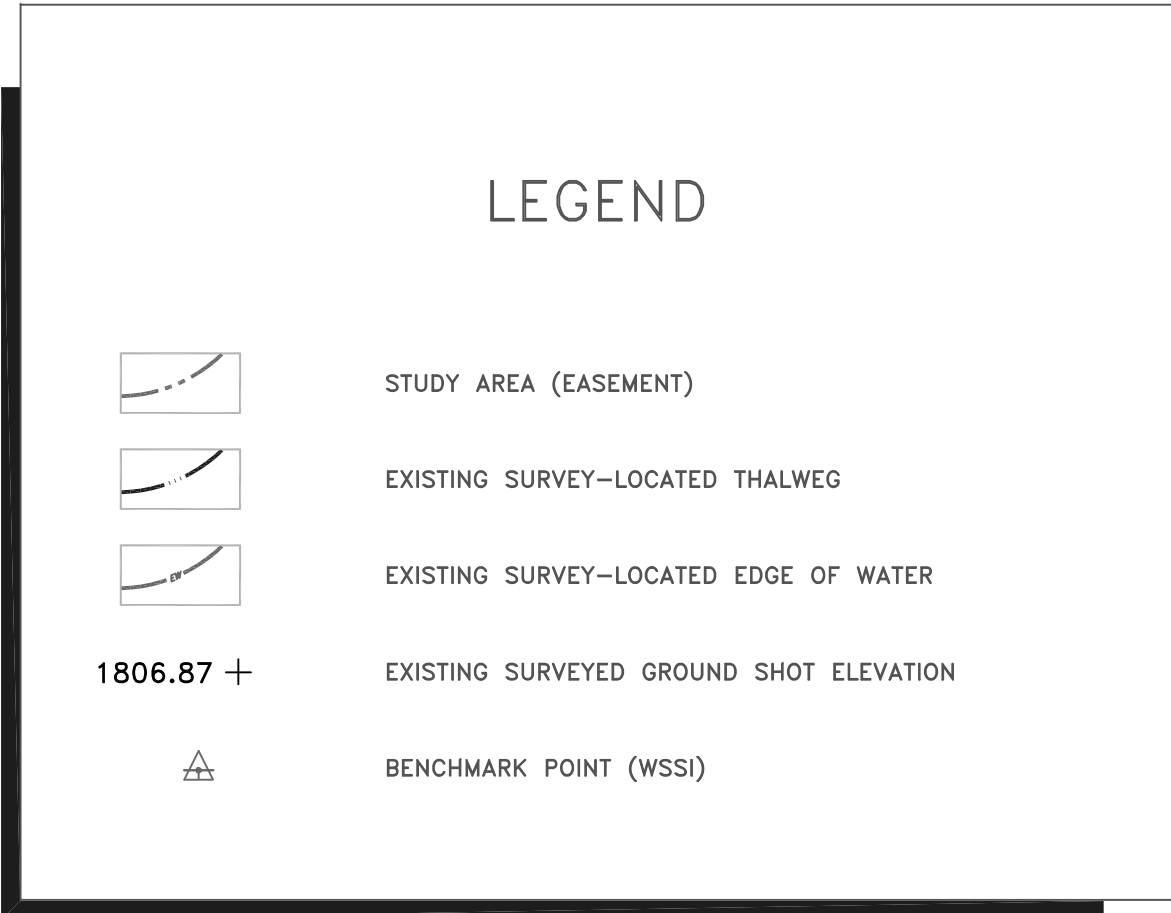 LEGEND
STUDY AREA (EASEMENT)
EXISTING SURVEY-LOCATED THALWEG
EW EXISTING SURVEY-LOCATED EDGE OF WATER
1806.87 + EXISTING SURVEYED GROUND SHOT ELEVATION
BENCHMARK POINT (WSSI)